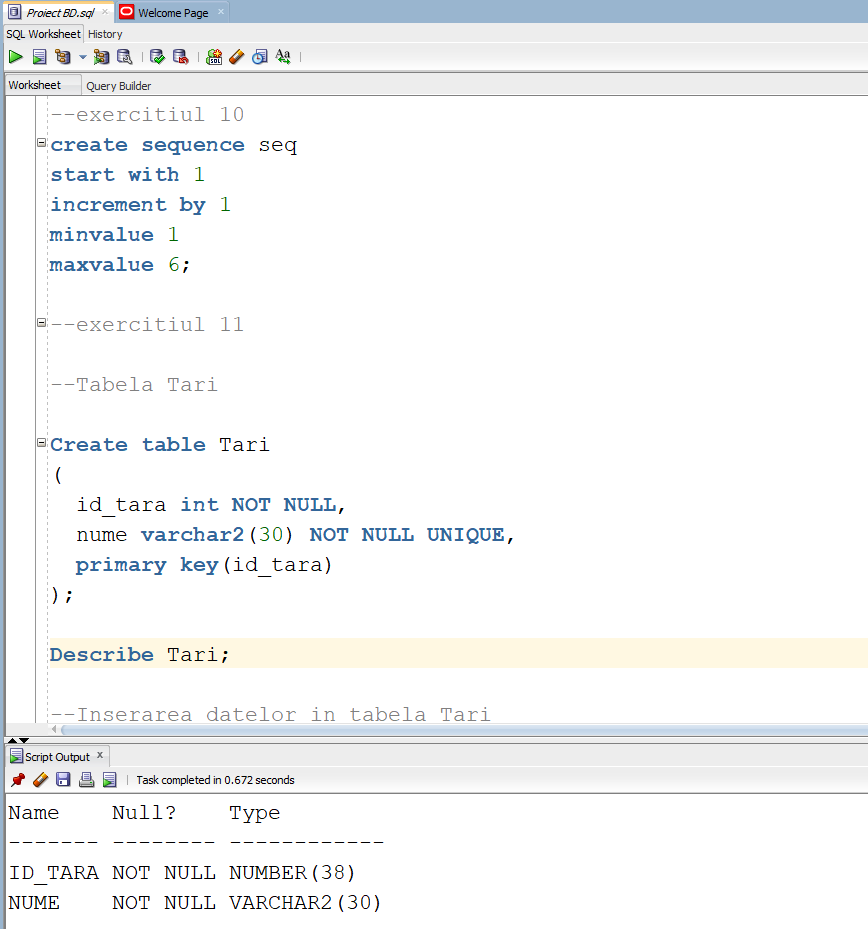 Proiect BD.sql
Welcome Page
SQL Worksheet History
Worksheet Query Builder
--exercitiul 10
create sequence seq
start with 1
increment by 1
minvalue 1
maxvalue 6;
--exercitiul 11
--Tabela Tari
Create table Tari
(
id_tara int NOT NULL,
nume varchar2(30) NOT NULL UNIQUE,
primary key(id_tara)
);
Describe Tari;
--Inserarea datelor in tabela Tari
Script Output
Task completed in 0.672 seconds
Name Null? Type
------- -------- ------------
ID_TARA NOT NULL NUMBER(38)
NUME NOT NULL VARCHAR2(30)